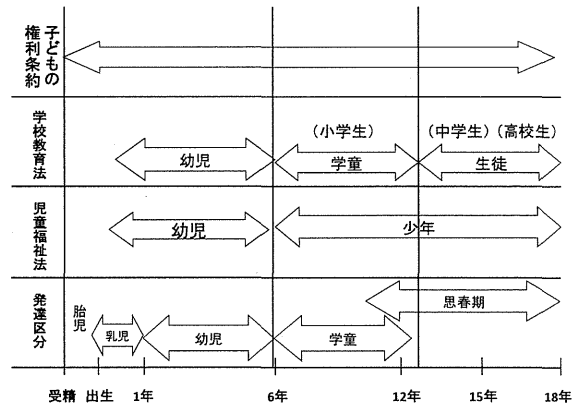 子どもの
権利条約
学校教育法
(小学生)
(中学生)(高校生)
幼児
学童
生徒
児童福祉法
幼児
少年
発達区分
胎児
乳児
幼児
学童
思春期
受精 出生 1年 6年 12年 15年 18年